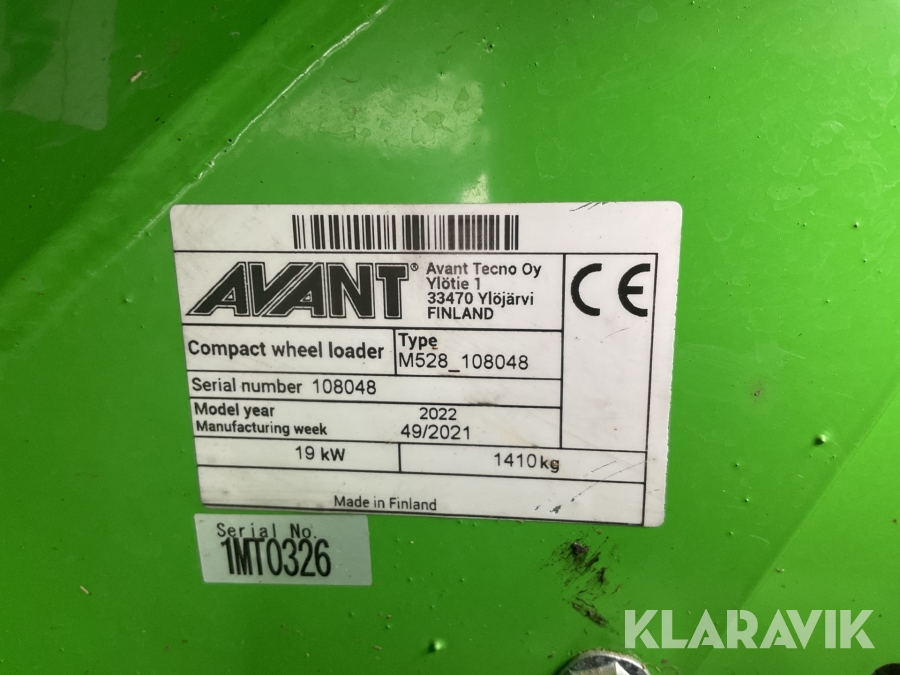 AVANT®
Avant Tecno Oy
Ylötie 1
33470 Ylöjärvi
FINLAND
CE
Compact wheel loader
Type
M528_108048
Serial number 108048
Model year 2022
Manufacturing week 49/2021
19 kW 1410kg
Made in Finland
Serial No.
1MT0326
KLARAVIK